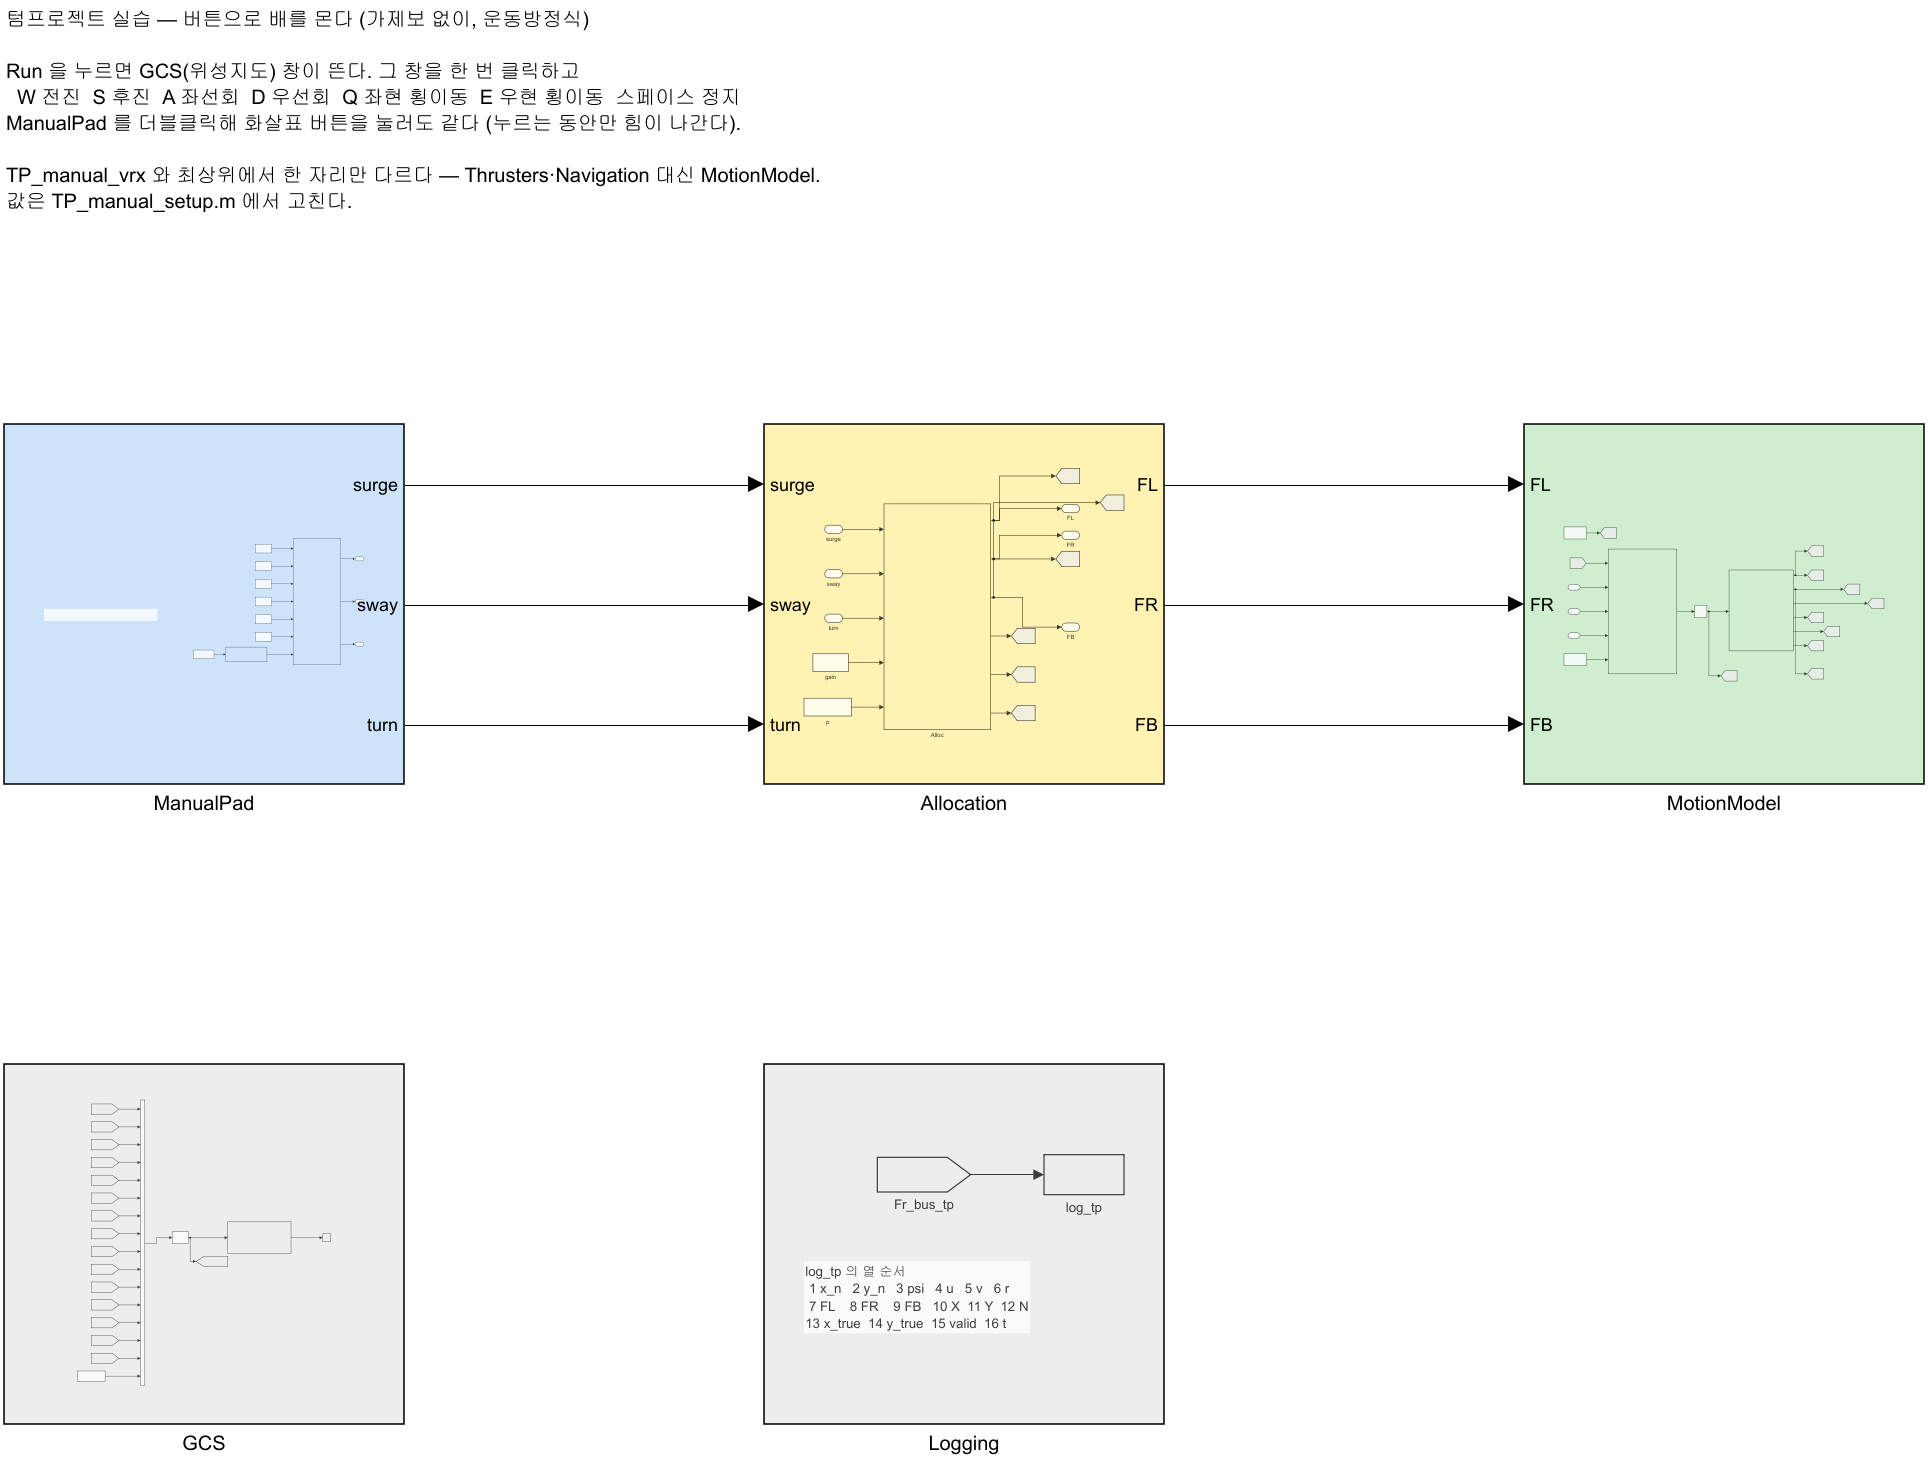 텀프로젝트 실습 — 버튼으로 배를 몬다 (가제보 없이, 운동방정식)
Run 을 누르면 GCS(위성지도) 창이 뜬다. 그 창을 한 번 클릭하고
W 전진  S 후진  A 좌선회  D 우선회  Q 좌현 횡이동  E 우현 횡이동  스페이스 정지
ManualPad 를 더블클릭해 화살표 버튼을 눌러도 같다 (누르는 동안만 힘이 나간다).
TP_manual_vrx 와 최상위에서 한 자리만 다르다 — Thrusters·Navigation 대신 MotionModel.
값은 TP_manual_setup.m 에서 고친다.
surge
sway
turn
ManualPad
surge
sway
turn
surge
sway
turn
gain
p
Alloc
FL
FR
FB
FL
FR
FB
Allocation
FL
FR
FB
MotionModel
GCS
Fr_bus_tp
log_tp
log_tp 의 열 순서
1 x_n   2 y_n   3 psi   4 u   5 v   6 r
7 FL    8 FR    9 FB   10 X  11 Y  12 N
13 x_true  14 y_true  15 valid  16 t
Logging